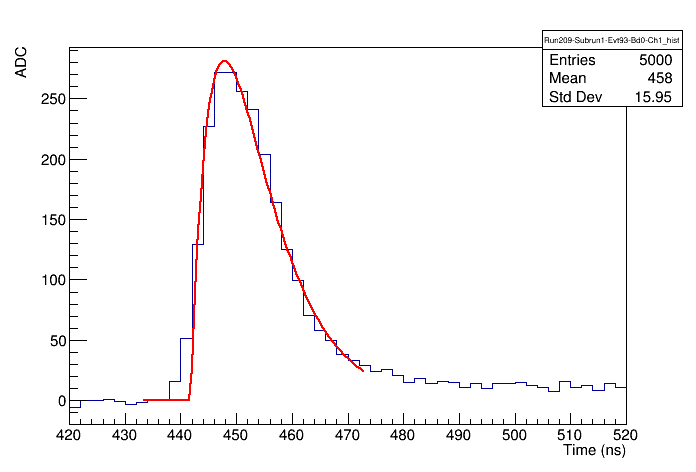 Run209-Subrun1-Evt93-Bd0-Ch1_hist
Entries 5000
Mean 458
Std Dev 15.95
ADC
250
200
150
100
50
0
420 430 440 450 460 470 480 490 500 510 520
Time (ns)